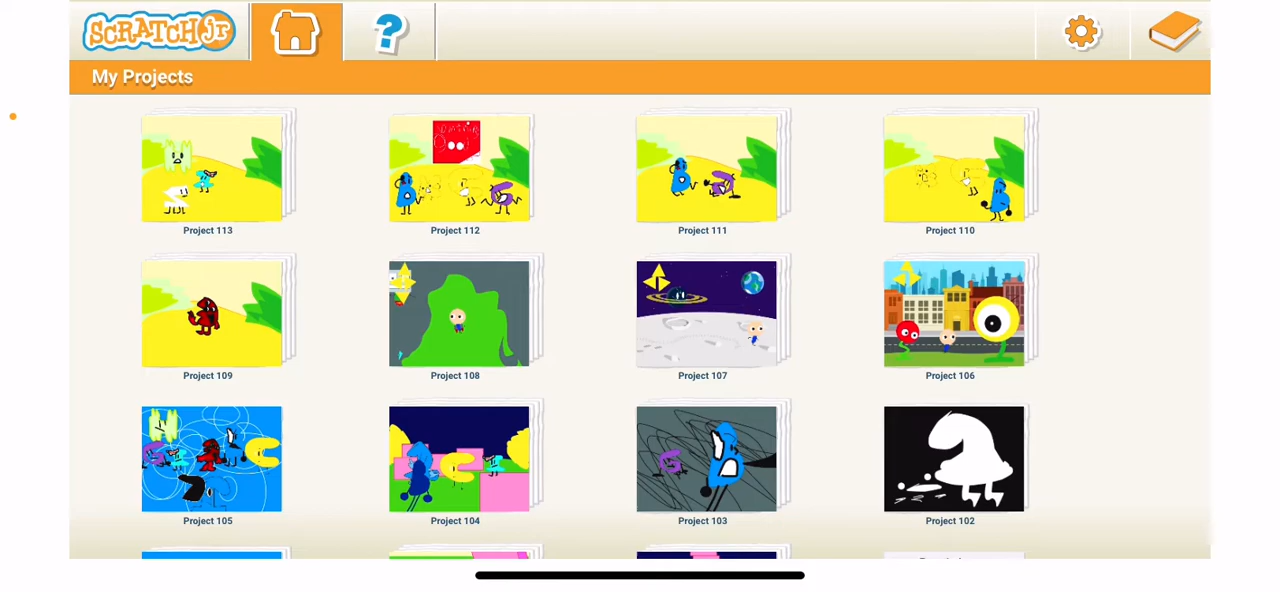 SCRATCHJr
?
My Projects
Project 113
Project 112
Project 111
Project 110
Project 109
Project 108
Project 107
Project 106
Project 105
Project 104
Project 103
Project 102